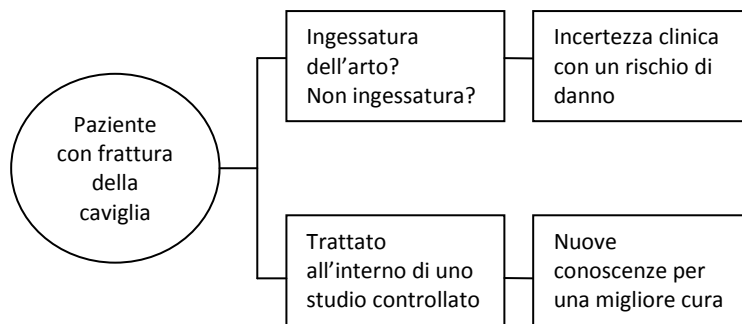 Paziente
con frattura
della
caviglia
Ingessatura
dell’arto?
Non ingessatura?
Incertezza clinica
con un rischio di
danno
Trattato
all’interno di uno
studio controllato
Nuove
conoscenze per
una migliore cura